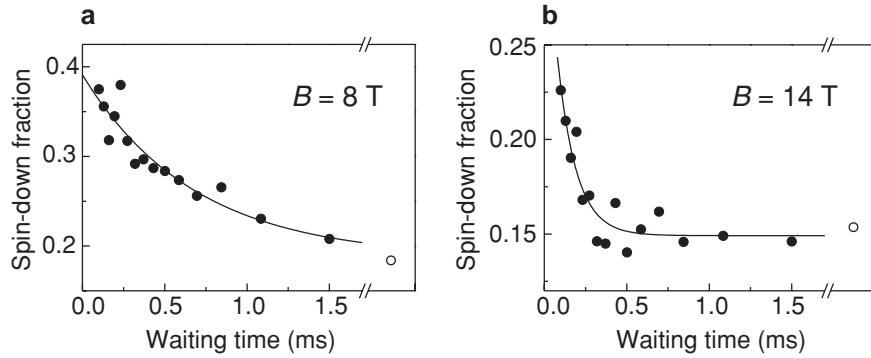 a
B = 8 T
Spin-down fraction
0.4
0.3
0.2
0.0
0.5
1.0
1.5
Waiting time (ms)
b
B = 14 T
Spin-down fraction
0.25
0.20
0.15
0.0
0.5
1.0
1.5
Waiting time (ms)